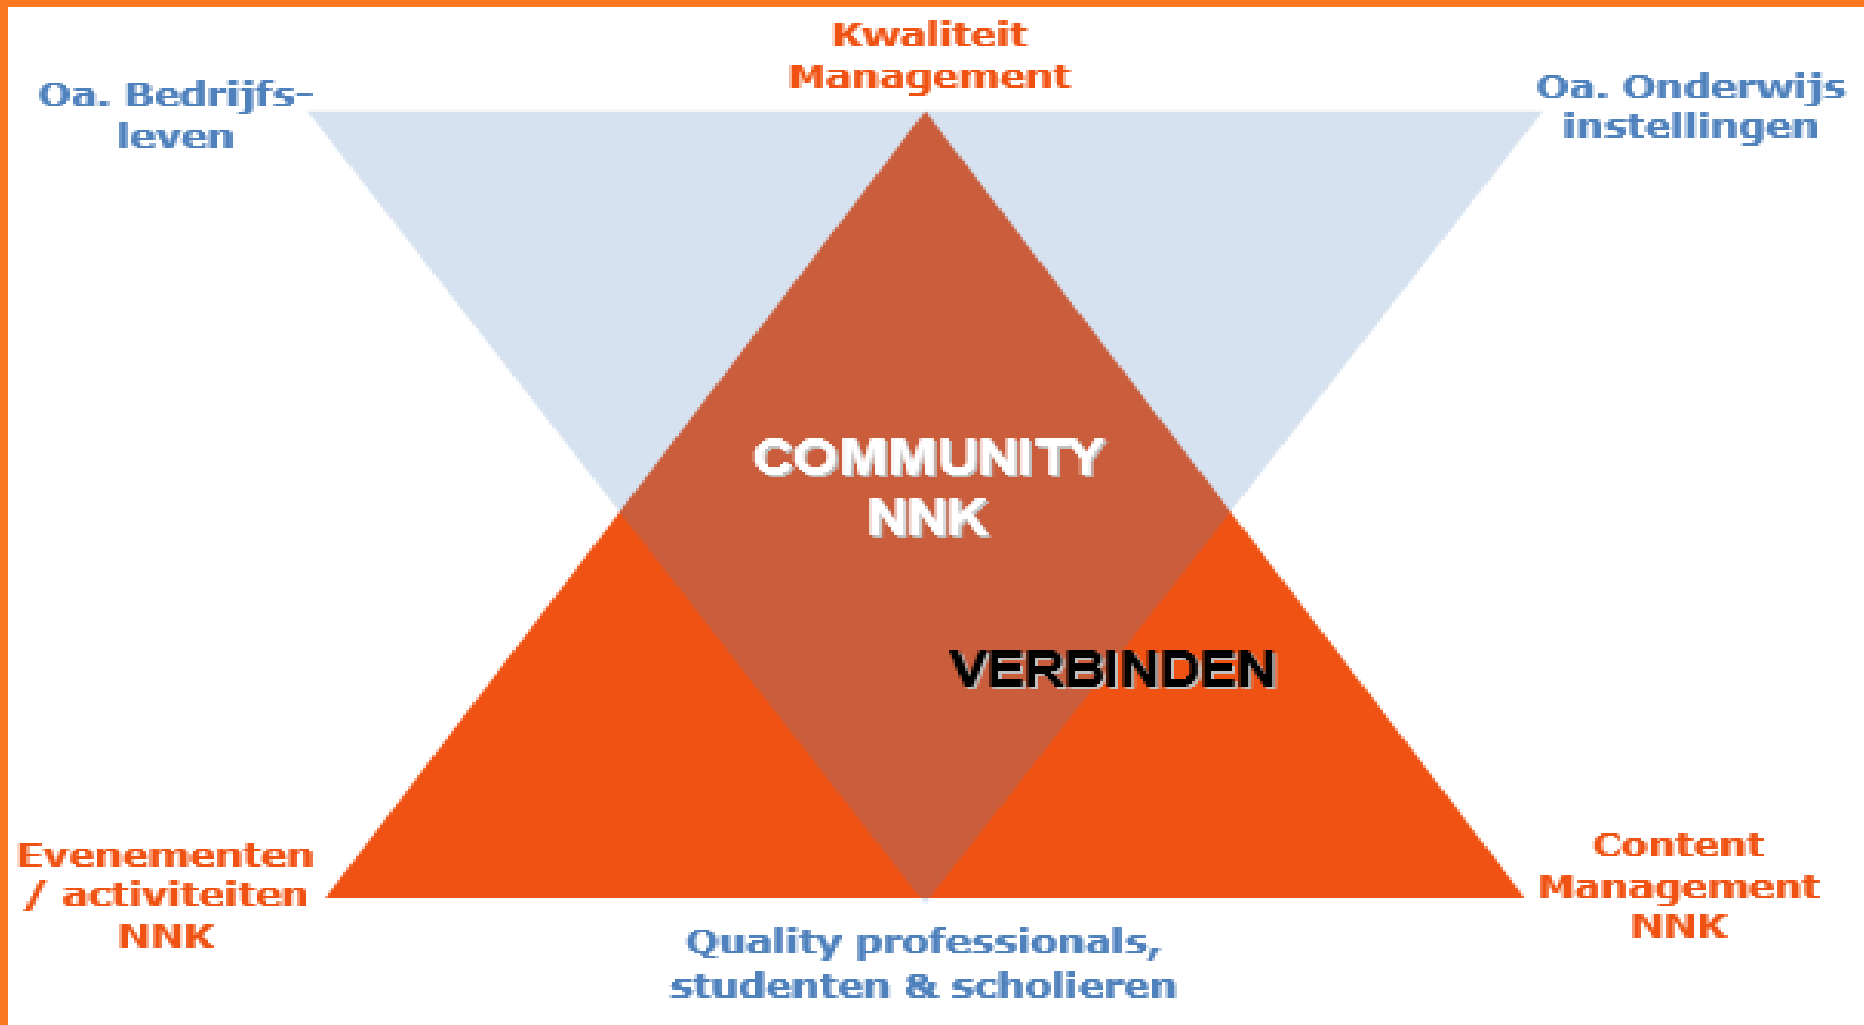 Kwaliteit
Management
Oa. Bedrijfs-
leven
Oa. Onderwijs
instellingen
COMMUNITY
NNK
VERBINDEN
Evenementen
/ activiteiten
NNK
Content
Management
NNK
Quality professionals,
studenten & scholieren